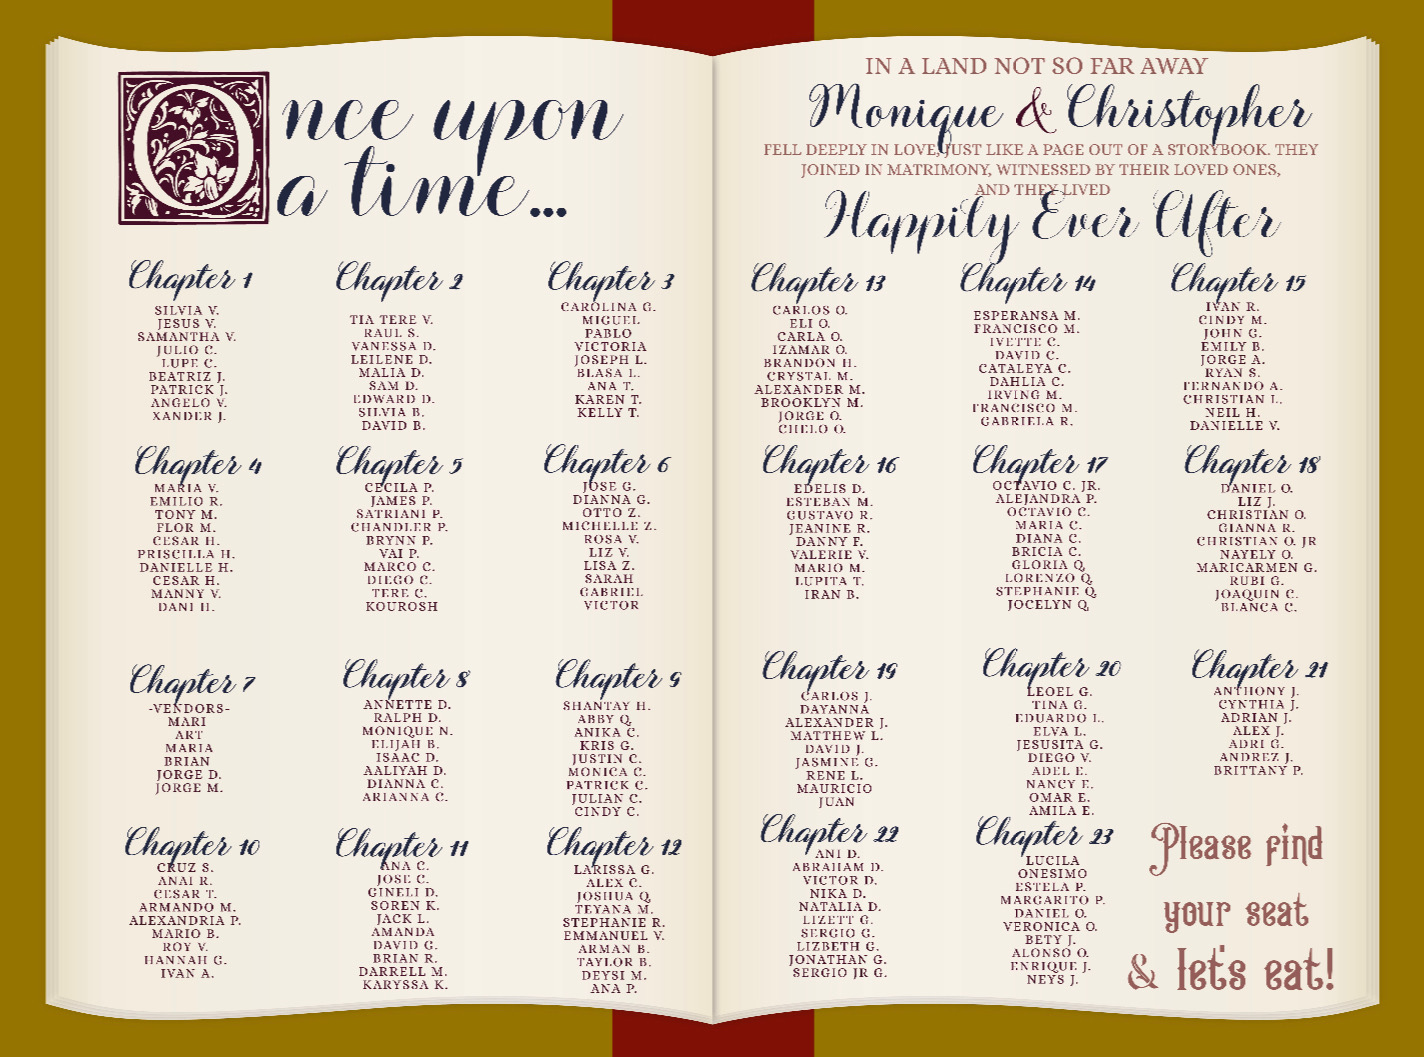 Once upon
a time...
Chapter 1
SILVIA V.
JESUS V.
SAMANTHA V.
JULIO C.
LUPE C.
BEATRIZ J.
PATRICK J.
ANGELO V.
XANDER J.
Chapter 2
TIA TERE V.
RAUL S.
VANESSA D.
LEILENE D.
MALIA D.
SAM D.
EDWARD D.
SILVIA B.
DAVID B.
Chapter 3
CAROLINA G.
MIGUEL
PABLO
VICTORIA
JOSEPH L.
BLASA L.
ANA T.
KAREN T.
KELLY T.
Chapter 4
MARIA V.
EMILIO R.
TONY M.
FLOR M.
CESAR H.
PRISCILLA H.
DANIELLE H.
CESAR H.
MANNY V.
DANI H.
Chapter 5
CECILA P.
JAMES P.
SATRIANI P.
CHANDLER P.
BRYNN P.
VAI P.
MARCO C.
DIEGO C.
TERE C.
KOUROSH
Chapter 6
JOSE G.
DIANNA G.
OTTO Z.
MICHELLE Z.
ROSA V.
LIZ V.
LISA Z.
SARAH
GABRIEL
VICTOR
Chapter 7
-VENDORS-
MARI
ART
MARIA
BRIAN
JORGE D.
JORGE M.
Chapter 8
ANNETTE D.
RALPH D.
MONIQUE N.
ELIJAH B.
ISAAC D.
AALIYAH D.
DIANNA C.
ARIANNA C.
Chapter 9
SHANTAY H.
ABBY Q.
ANIKA C.
KRIS G.
JUSTIN C.
MONICA C.
PATRICK C.
JULIAN C.
CINDY C.
Chapter 10
CRUZ S.
ANAI R.
CESAR T.
ARMANDO M.
ALEXANDRIA P.
MARIO B.
ROY V.
HANNAH G.
IVAN A.
Chapter 11
ANA C.
JOSE C.
GINELI D.
SOREN K.
JACK L.
AMANDA
DAVID G.
BRIAN R.
DARRELL M.
KARYSSA K.
Chapter 12
LARISSA G.
ALEX C.
JOSHUA Q.
TEYANA M.
STEPHANIE R.
EMMANUEL V.
ARMAN B.
TAYLOR B.
DEYSI M.
ANA P.
IN A LAND NOT SO FAR AWAY
Monique & Christopher
FELL DEEPLY IN LOVE, JUST LIKE A PAGE OUT OF A STORYBOOK. THEY
JOINED IN MATRIMONY, WITNESSED BY THEIR LOVED ONES,
AND THEY LIVED
Happily Ever After
Chapter 13
CARLOS O.
ELI O.
CARLA O.
IZAMAR O.
BRANDON H.
CRYSTAL M.
ALEXANDER M.
BROOKLYN M.
JORGE O.
CHELO O.
Chapter 14
ESPERANSA M.
FRANCISCO M.
IVETTE C.
DAVID C.
CATALEYA C.
DAHLIA C.
IRVING M.
FRANCISCO M.
GABRIELA R.
Chapter 15
IVAN R.
CINDY M.
JOHN G.
EMILY B.
JORGE A.
RYAN S.
FERNANDO A.
CHRISTIAN L.
NEIL H.
DANIELLE V.
Chapter 16
EDELIS D.
ESTEBAN M.
GUSTAVO R.
JEANINE R.
DANNY F.
VALERIE V.
MARIO M.
LUPITA T.
IRAN B.
Chapter 17
OCTAVIO C. JR.
ALEJANDRA P.
OCTAVIO C.
MARIA C.
DIANA C.
BRICIA C.
GLORIA Q.
LORENZO Q.
STEPHANIE Q.
JOCELYN Q.
Chapter 18
DANIEL O.
LIZ J.
CHRISTIAN O.
GIANNA R.
CHRISTIAN O. JR
NAYELY O.
MARICARMEN G.
RUBI G.
JOAQUIN C.
BLANCA C.
Chapter 19
CARLOS J.
DAYANNA
ALEXANDER J.
MATTHEW L.
DAVID J.
JASMINE G.
RENE L.
MAURICIO
JUAN
Chapter 20
LEOEL G.
TINA G.
EDUARDO L.
ELVA L.
JESUSITA G.
DIEGO V.
ADEL E.
NANCY E.
OMAR E.
AMILA E.
Chapter 21
ANTHONY J.
CYNTHIA J.
ADRIAN J.
ALEX J.
ADRI G.
ANDREZ J.
BRITTANY P.
Chapter 22
ANI D.
ABRAHAM D.
VICTOR D.
NIKA D.
NATALIA D.
LIZETT G.
SERGIO G.
LIZBETH G.
JONATHAN G.
SERGIO JR G.
Chapter 23
LUCILA
ONESIMO
ESTELA P.
MARGARITO P.
DANIEL O.
VERONICA O.
BETY J.
ALONSO O.
ENRIQUE J.
NEYS J.
Please find
your seat
& let's eat!